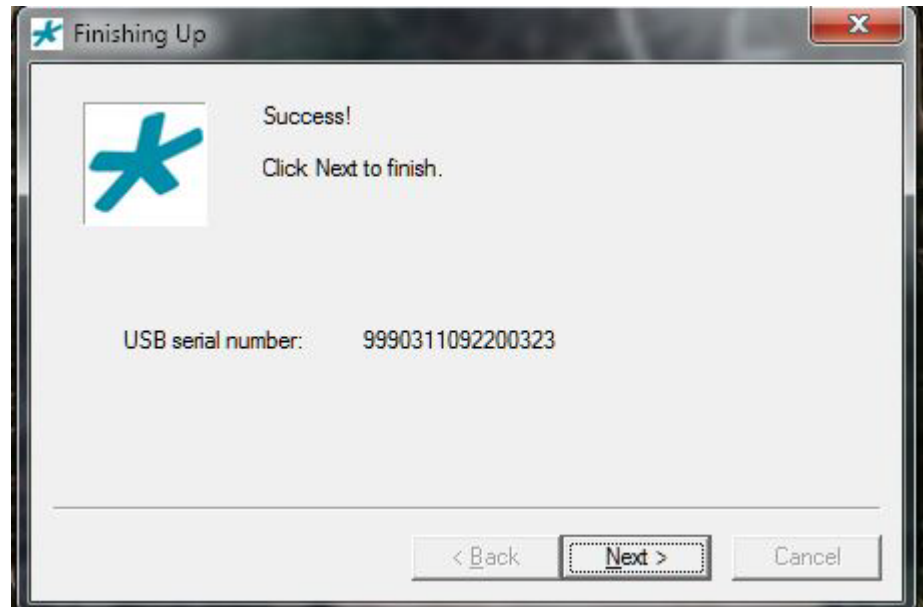 Finishing Up
Success!
Click Next to finish.
USB serial number: 9990311092200323
< Back Next > Cancel